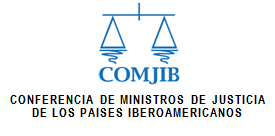 COMJIB
CONFERENCIA DE MINISTROS DE JUSTICIA
DE LOS PAISES IBEROAMERICANOS